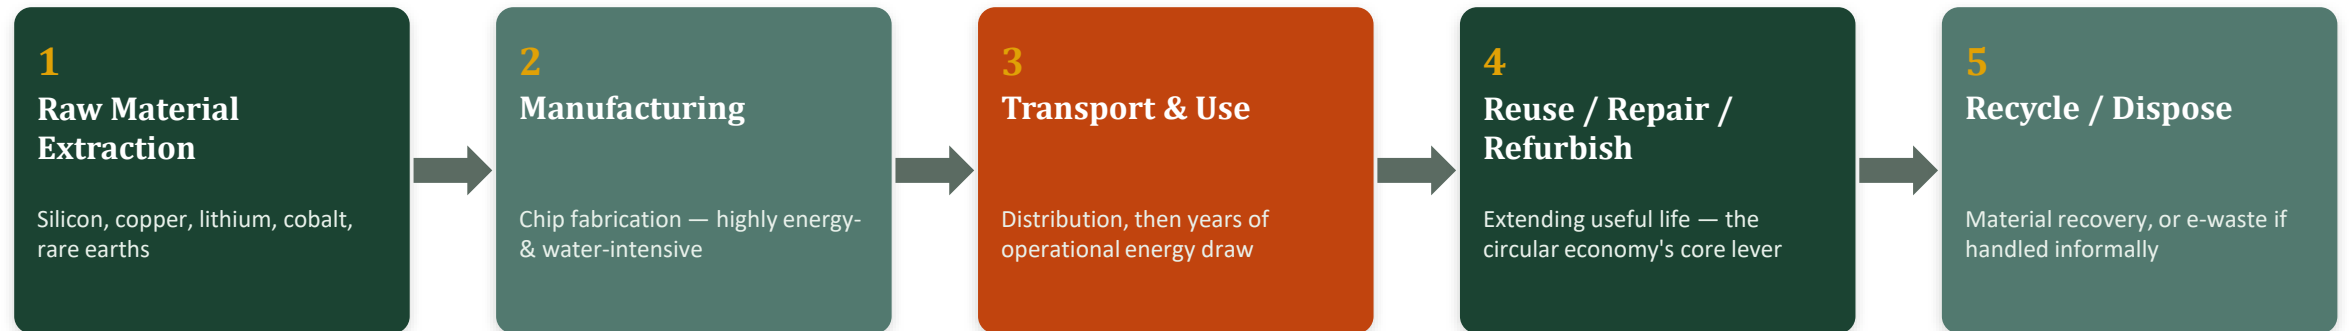 1
Raw Material
Extraction
Silicon, copper, lithium, cobalt,
rare earths
2
Manufacturing
Chip fabrication — highly energy-
& water-intensive
3
Transport & Use
Distribution, then years of
operational energy draw
4
Reuse / Repair /
Refurbish
Extending useful life — the
circular economy's core lever
5
Recycle / Dispose
Material recovery, or e-waste if
handled informally